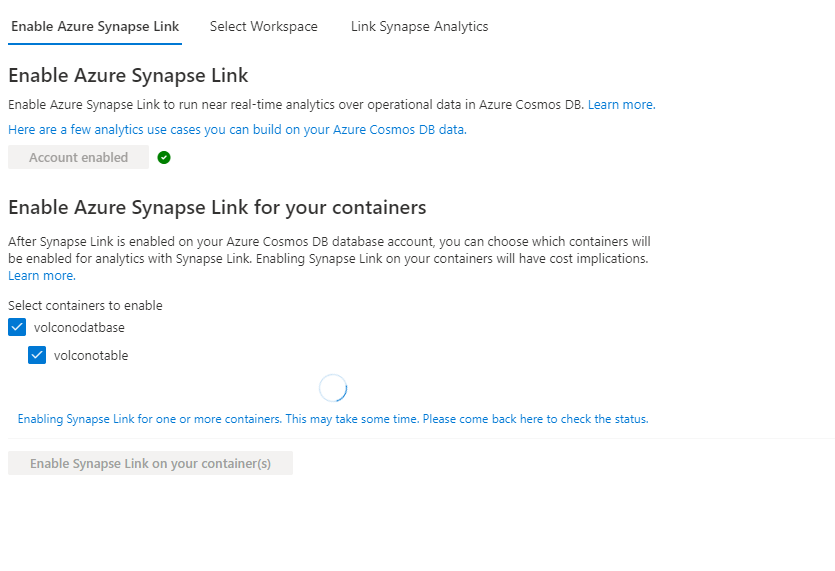 Enable Azure Synapse Link Select Workspace Link Synapse Analytics
Enable Azure Synapse Link
Enable Azure Synapse Link to run near real-time analytics over operational data in Azure Cosmos DB. Learn more.
Here are a few analytics use cases you can build on your Azure Cosmos DB data.
Account enabled
Enable Azure Synapse Link for your containers
After Synapse Link is enabled on your Azure Cosmos DB database account, you can choose which containers will
be enabled for analytics with Synapse Link. Enabling Synapse Link on your containers will have cost implications.
Learn more.
Select containers to enable
volconodatbase
volconotable
Enabling Synapse Link for one or more containers. This may take some time. Please come back here to check the status.
Enable Synapse Link on your container(s)